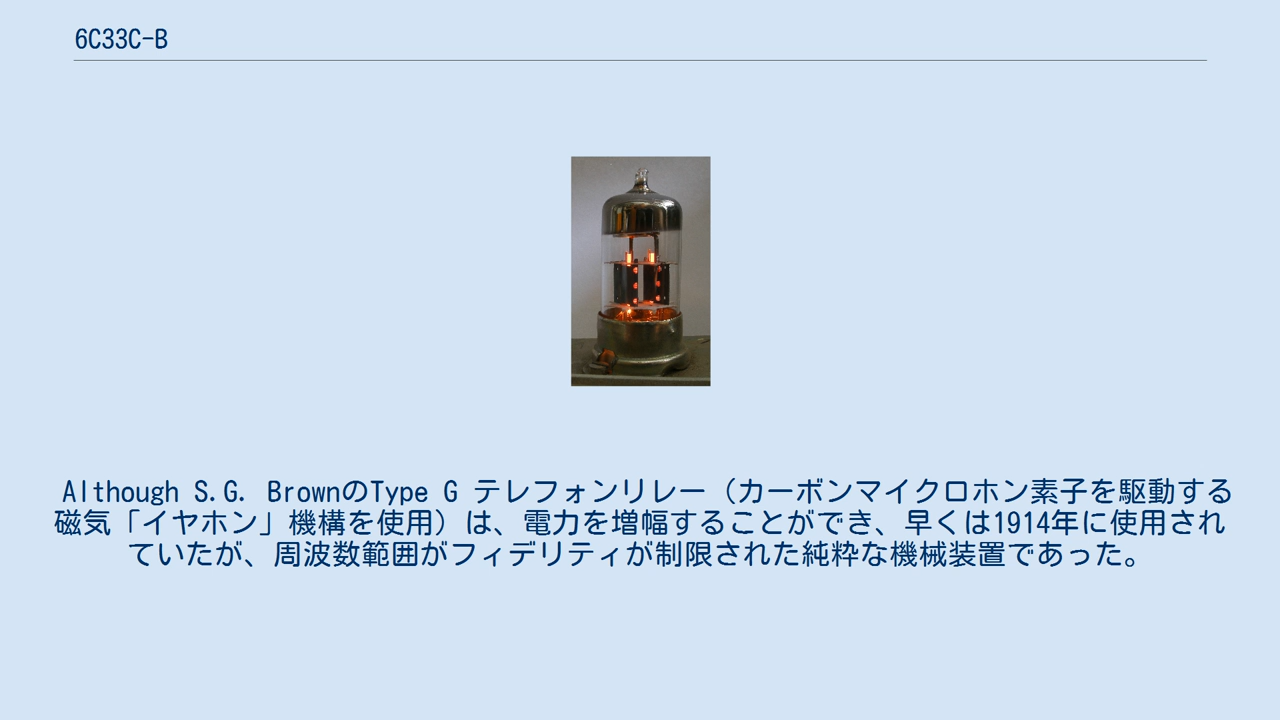 6C33C-B
Although S.G. BrownのType G テレフォンリレー（カーボンマイクロホン素子を駆動する
磁気「イヤホン」機構を使用）は、電力を増幅することができ、早くは1914年に使用され
ていたが、周波数範囲がフィデリティが制限された純粋な機械装置であった。